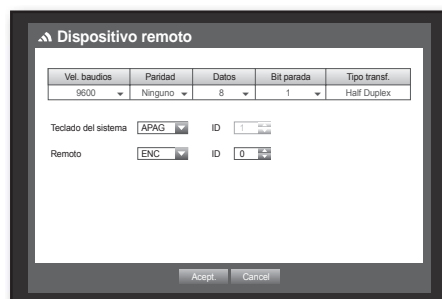 Dispositivo remoto
Vel. baudios Paridad Datos Bit parada Tipo transf.
9600 Ninguno 8 1 Half Duplex
Teclado del sistema APAG ID 1
Remoto ENC ID 0
Acept. Cancel